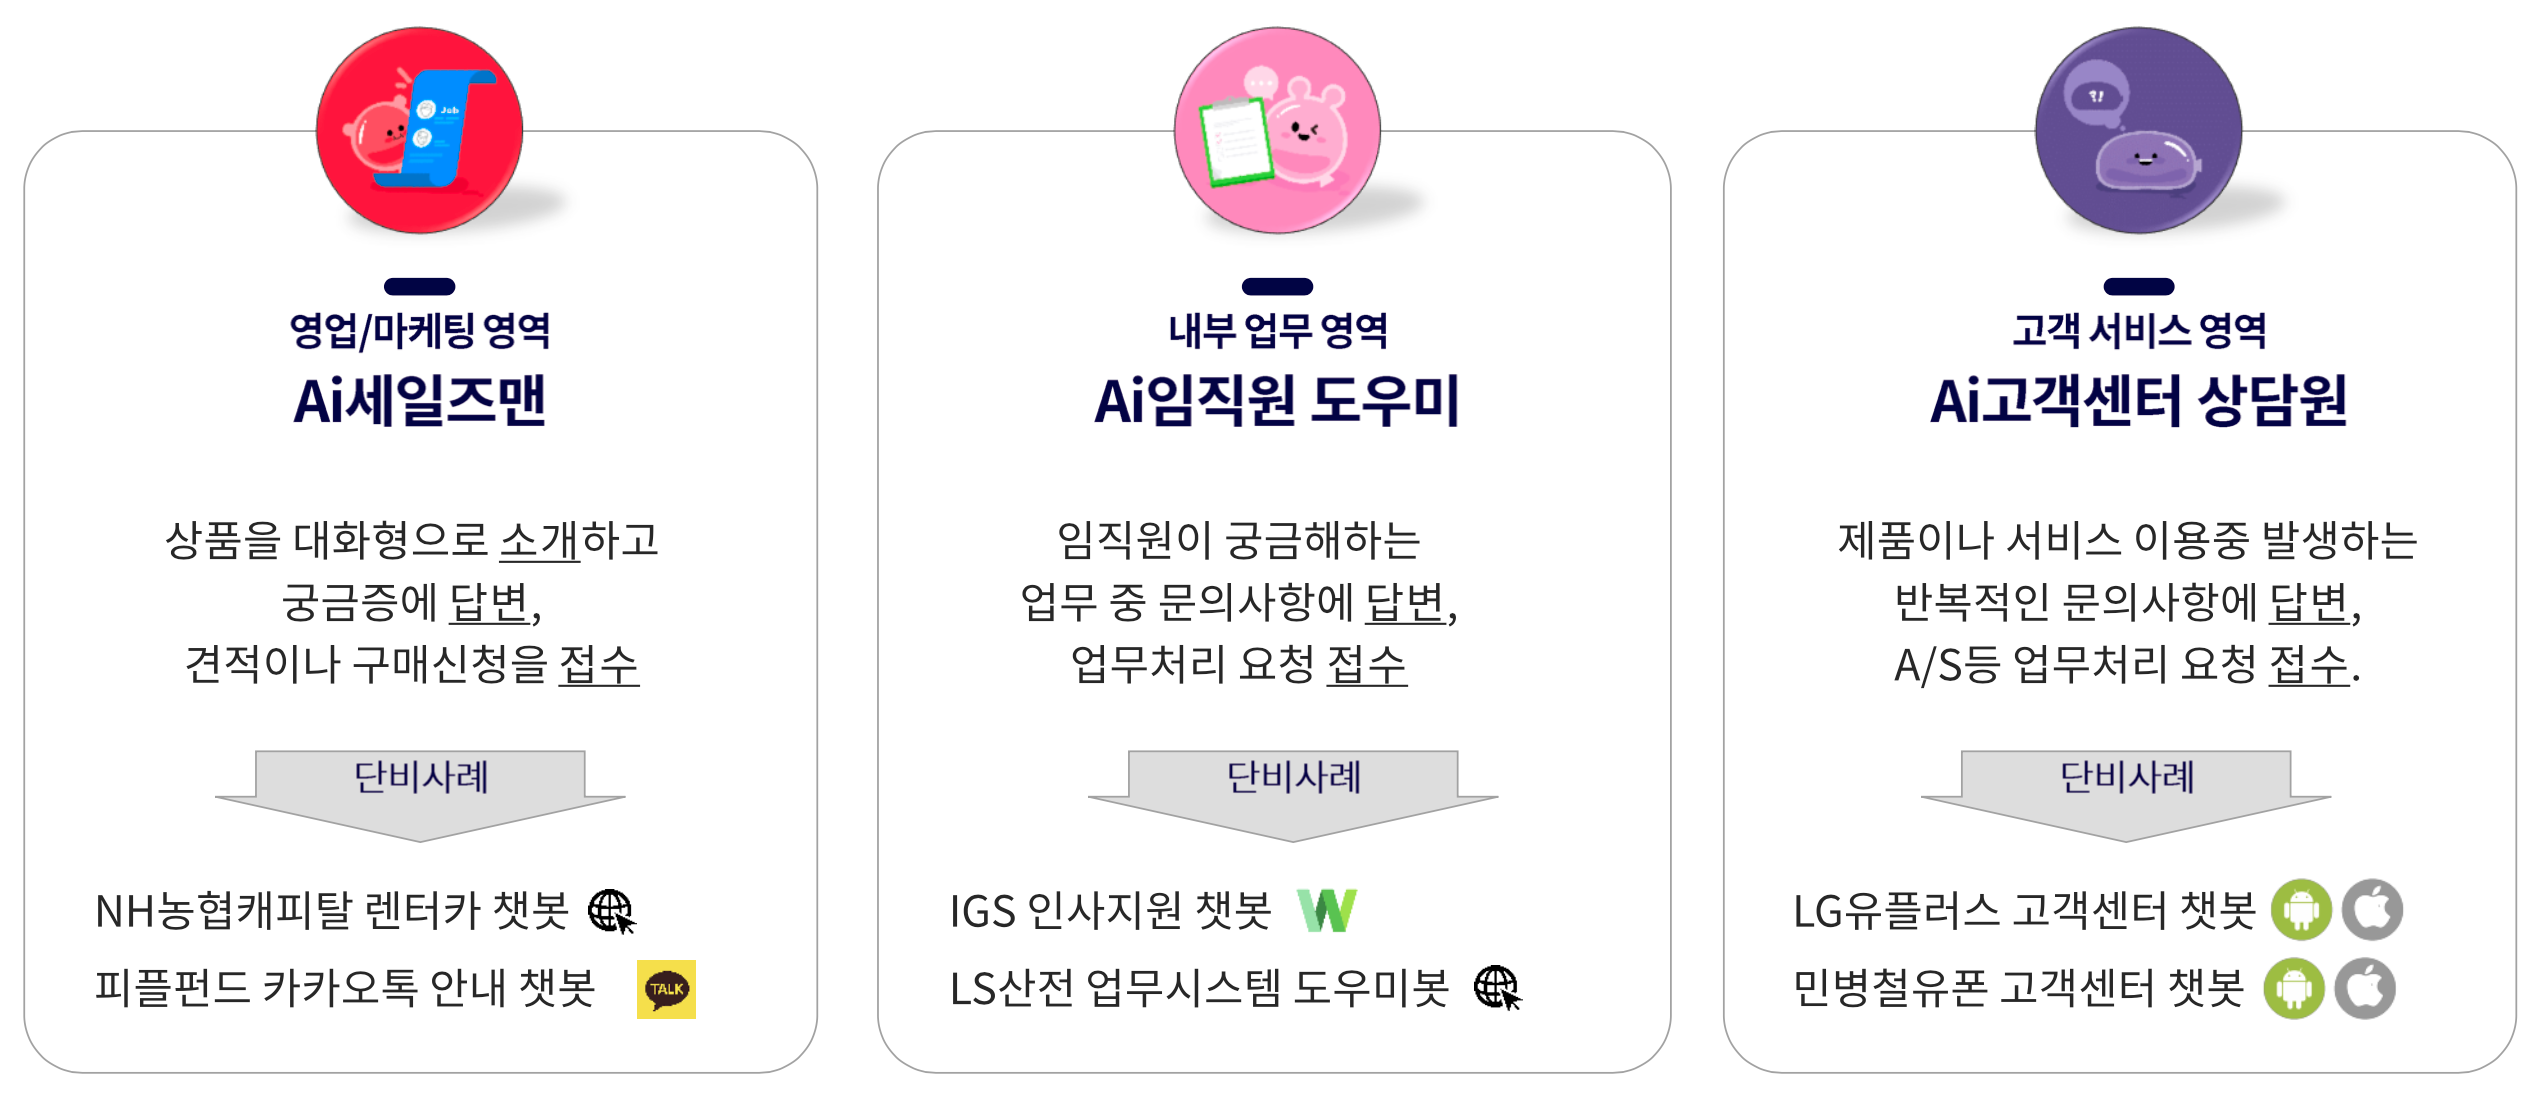 Job
?!
영업/마케팅 영역
Ai세일즈맨
상품을 대화형으로 소개하고
궁금증에 답변,
견적이나 구매신청을 접수
단비사례
NH농협캐피탈 렌터카 챗봇
피플펀드 카카오톡 안내 챗봇
TALK
내부 업무 영역
Ai임직원 도우미
임직원이 궁금해하는
업무 중 문의사항에 답변,
업무처리 요청 접수
단비사례
IGS 인사지원 챗봇
W
LS산전 업무시스템 도우미봇
고객 서비스 영역
Ai고객센터 상담원
제품이나 서비스 이용중 발생하는
반복적인 문의사항에 답변,
A/S등 업무처리 요청 접수.
단비사례
LG유플러스 고객센터 챗봇
민병철유폰 고객센터 챗봇